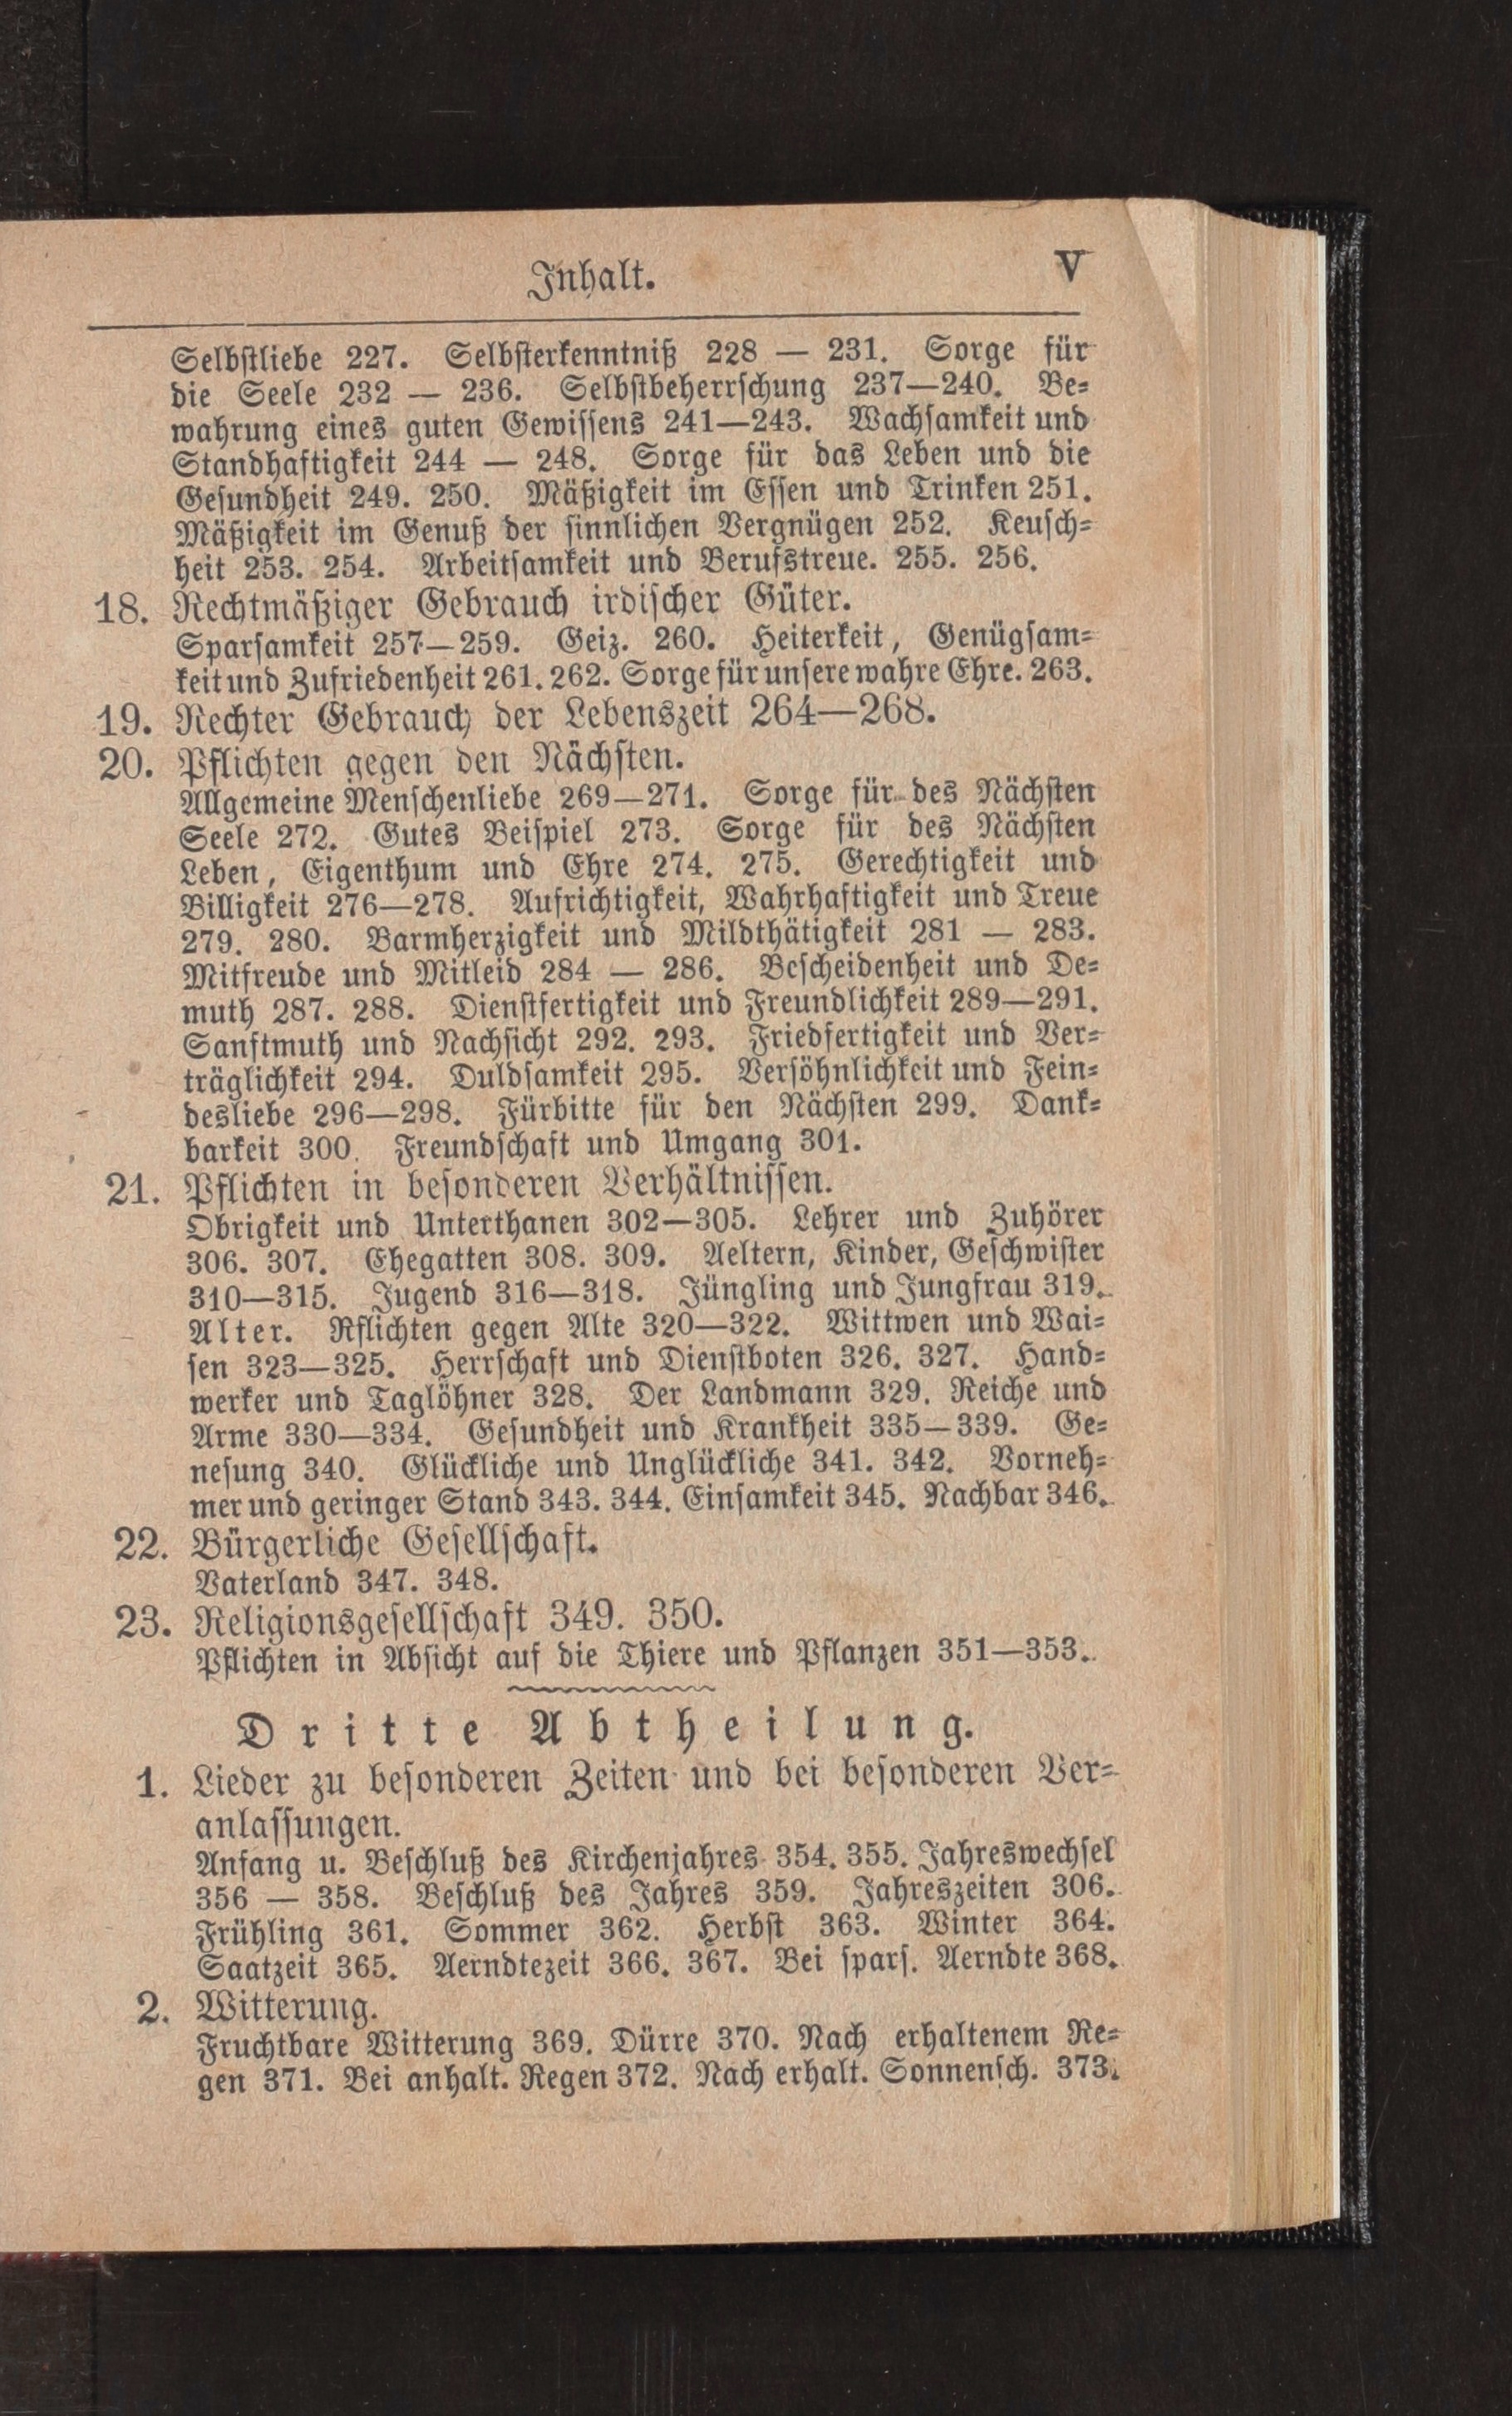 Inhalt. V
Selbstliebe 227. Selbsterkenntniß 228 — 231. Sorge für
die Seele 232 — 236. Selbstbeherrschung 237—240. Be=
wahrung eines guten Gewissens 241—243. Wachsamkeit und
Standhaftigkeit 244 — 248. Sorge für das Leben und die
Gesundheit 249. 250. Mäßigkeit im Essen und Trinken 251.
Mäßigkeit im Genuß der sinnlichen Vergnügen 252. Keusch=
heit 253. 254. Arbeitsamkeit und Berufstreue. 255. 256.
18. Rechtmäßiger Gebrauch irdischer Güter.
Sparsamkeit 257—259. Geiz. 260. Heiterkeit, Genügsam=
keit und Zufriedenheit 261. 262. Sorge für unsere wahre Ehre. 263.
19. Rechter Gebrauch der Lebenszeit 264—268.
20. Pflichten gegen den Nächsten.
Allgemeine Menschenliebe 269—271. Sorge für des Nächsten
Seele 272. Gutes Beispiel 273. Sorge für des Nächsten
Leben, Eigenthum und Ehre 274. 275. Gerechtigkeit und
Billigkeit 276—278. Aufrichtigkeit, Wahrhaftigkeit und Treue
279. 280. Barmherzigkeit und Mildthätigkeit 281 — 283.
Mitfreude und Mitleid 284 — 286. Bescheidenheit und De=
muth 287. 288. Dienstfertigkeit und Freundlichkeit 289—291.
Sanftmuth und Nachsicht 292. 293. Friedfertigkeit und Ver=
träglichkeit 294. Duldsamkeit 295. Versöhnlichkeit und Fein=
desliebe 296—298. Fürbitte für den Nächsten 299. Dank=
barkeit 300. Freundschaft und Umgang 301.
21. Pflichten in besonderen Verhältnissen.
Obrigkeit und Unterthanen 302—305. Lehrer und Zuhörer
306. 307. Ehegatten 308. 309. Aeltern, Kinder, Geschwister
310—315. Jugend 316—318. Jüngling und Jungfrau 319.
Alter. Rflichten gegen Alte 320—322. Wittwen und Wai=
sen 323—325. Herrschaft und Dienstboten 326. 327. Hand=
werker und Taglöhner 328. Der Landmann 329. Reiche und
Arme 330—334. Gesundheit und Krankheit 335—339. Ge=
nesung 340. Glückliche und Unglückliche 341. 342. Vorneh=
mer und geringer Stand 343. 344. Einsamkeit 345. Nachbar 346.
22. Bürgerliche Gesellschaft.
Vaterland 347. 348.
23. Religionsgesellschaft 349. 350.
Pflichten in Absicht auf die Thiere und Pflanzen 351—353.
Dritte Abtheilung.
1. Lieder zu besonderen Zeiten und bei besonderen Ver=
anlassungen.
Anfang u. Beschluß des Kirchenjahres 354. 355. Jahreswechsel
356 — 358. Beschluß des Jahres 359. Jahreszeiten 306.
Frühling 361. Sommer 362. Herbst 363. Winter 364.
Saatzeit 365. Aerndtezeit 366. 367. Bei spars. Aerndte 368.
2. Witterung.
Fruchtbare Witterung 369. Dürre 370. Nach erhaltenem Re=
gen 371. Bei anhalt. Regen 372. Nach erhalt. Sonnensch. 373.